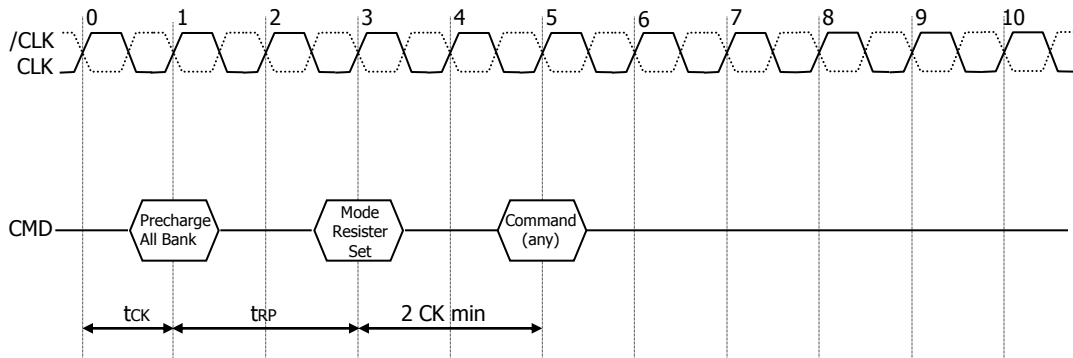 0 1 2 3 4 5 6 7 8 9 10
/CLK
CLK
CMD
Precharge
All Bank
Mode
Resister
Set
Command
(any)
tCK
tRP
2 CK min